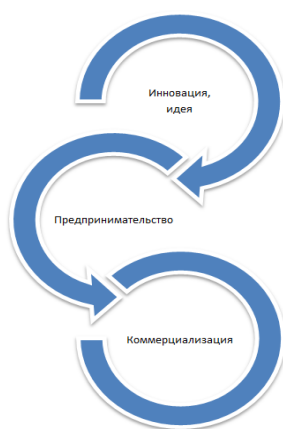 Инновация,
идея
Предпринимательство
Коммерциализация